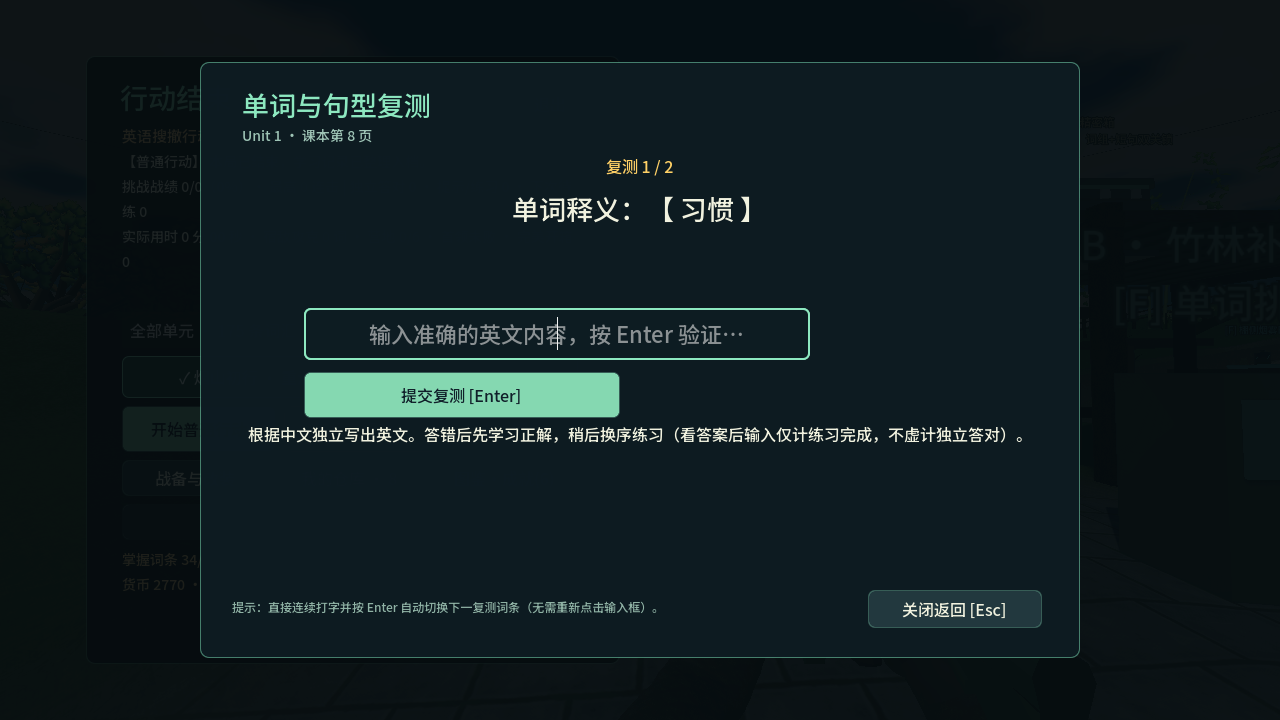 单词与句型复测
Unit 1 · 课本第 8 页
复测 1 / 2
单词释义：【 习惯 】
输入准确的英文内容，按 Enter 验证…
提交复测 [Enter]
根据中文独立写出英文。答错后先学习正解，稍后换序练习（看答案后输入仅计练习完成，不虚计独立答对）。
提示：直接连续打字并按 Enter 自动切换下一复测词条（无需重新点击输入框）。
关闭返回 [Esc]
行动结
英语搜撤行
【普通行动】
挑战战绩 0/0
练 0
实际用时 0 分
0
全部单元
开始普
战备与
掌握词条 34/
货币 2770 ·
B · 竹林补
单词挑